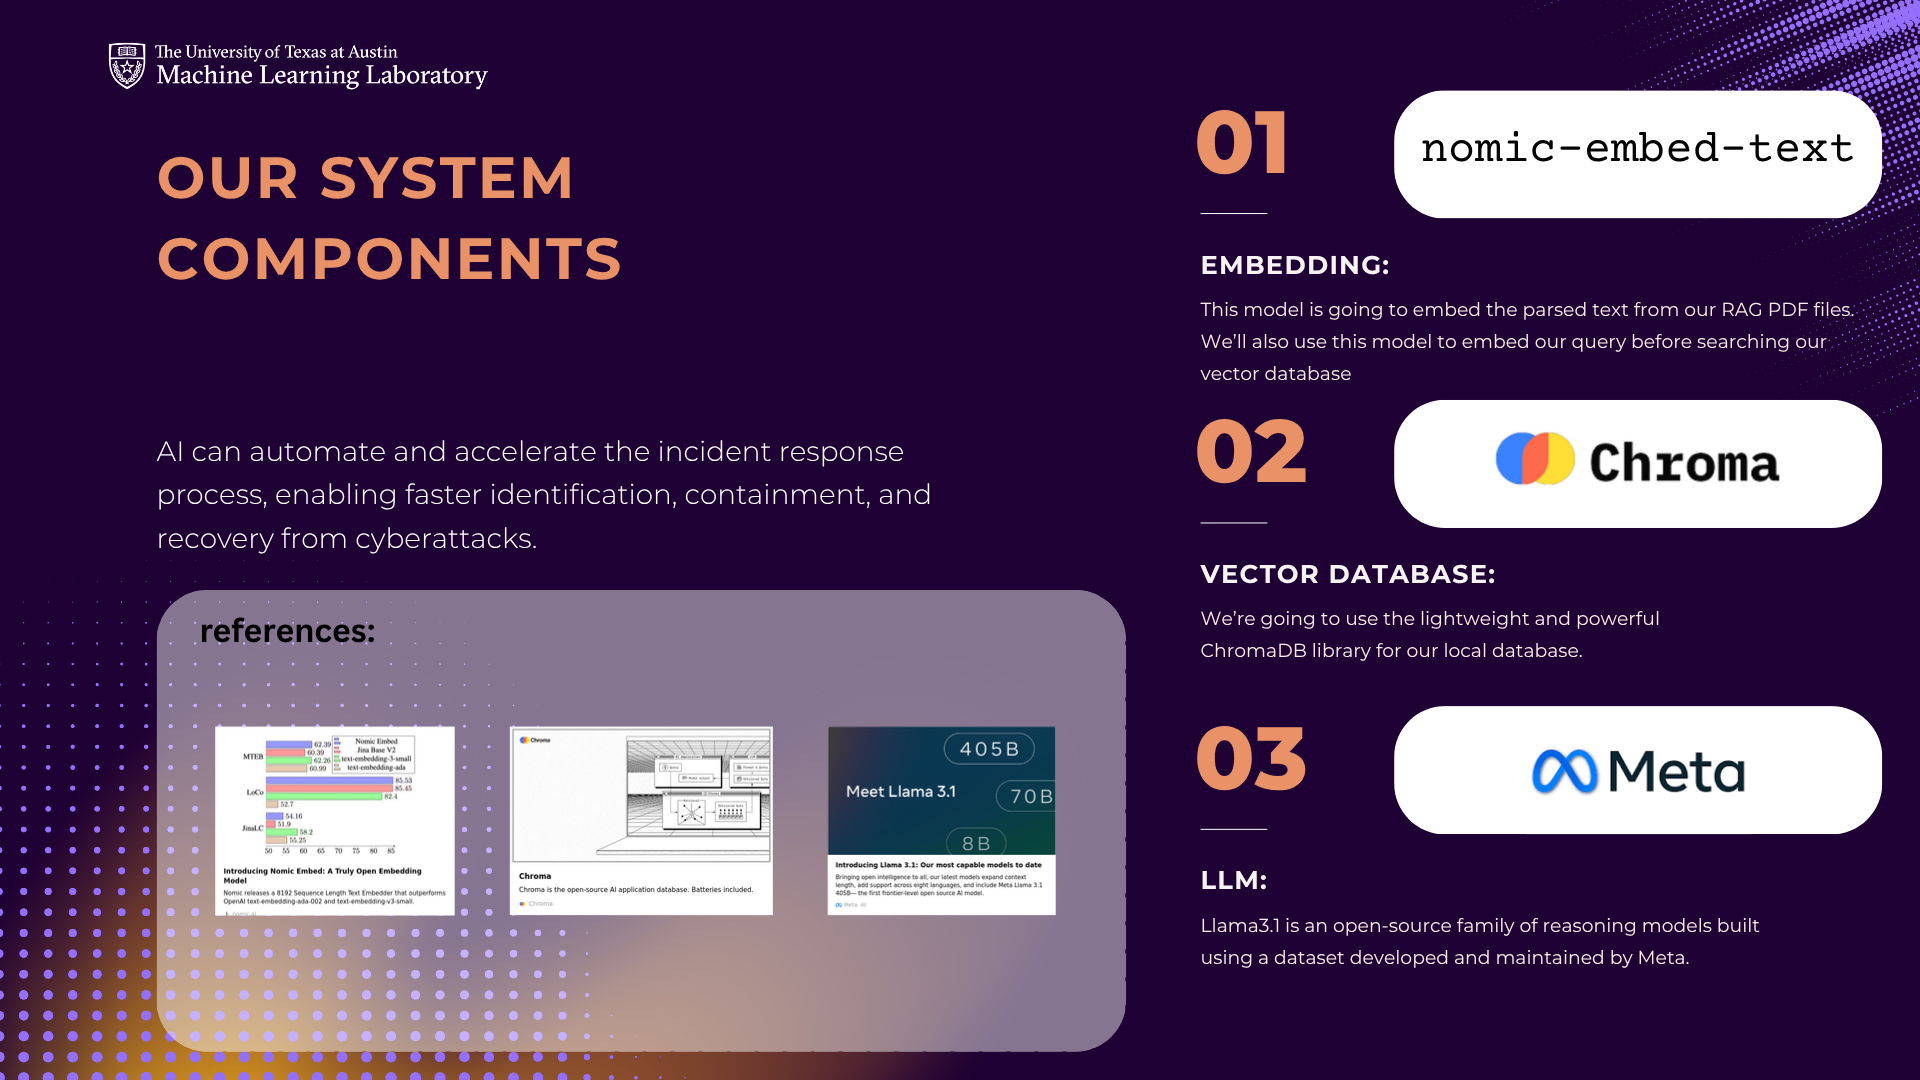 The University of Texas at Austin
Machine Learning Laboratory
OUR SYSTEM
COMPONENTS
AI can automate and accelerate the incident response
process, enabling faster identification, containment, and
recovery from cyberattacks.
references:
Nomic Embed
Jina Base V2
text-embedding-3-small
text-embedding-ada
MTEB
62.39
60.39
62.26
60.99
LoCo
85.53
85.45
82.4
52.7
JinaLC
54.16
51.9
58.2
55.25
50 55 60 65 70 75 80 85
Introducing Nomic Embed: A Truly Open Embedding
Model
Nomic releases a 8192 Sequence Length Text Embedder that outperforms
OpenAI text-embedding-ada-002 and text-embedding-v3-small.
Chroma
Chroma
Chroma is the open-source AI application database. Batteries included.
Chroma
405B
Meet Llama 3.1
70B
8B
Introducing Llama 3.1: Our most capable models to date
Bringing open intelligence to all, our latest models expand context
length, add support across eight languages, and include Meta Llama 3.1
405B— the first frontier-level open source AI model.
Meta AI
01
nomic-embed-text
EMBEDDING:
This model is going to embed the parsed text from our RAG PDF files.
We’ll also use this model to embed our query before searching our
vector database
02
Chroma
VECTOR DATABASE:
We’re going to use the lightweight and powerful
ChromaDB library for our local database.
03
Meta
LLM:
Llama3.1 is an open-source family of reasoning models built
using a dataset developed and maintained by Meta.